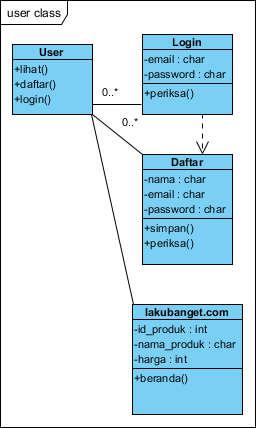 user class
User
+lihat()
+daftar()
+login()
Login
-email : char
-password : char
+periksa()
0..*
0..*
Daftar
-nama : char
-email : char
-password : char
+simpan()
+periksa()
lakubanget.com
-id_produk : int
-nama_produk : char
-harga : int
+beranda()